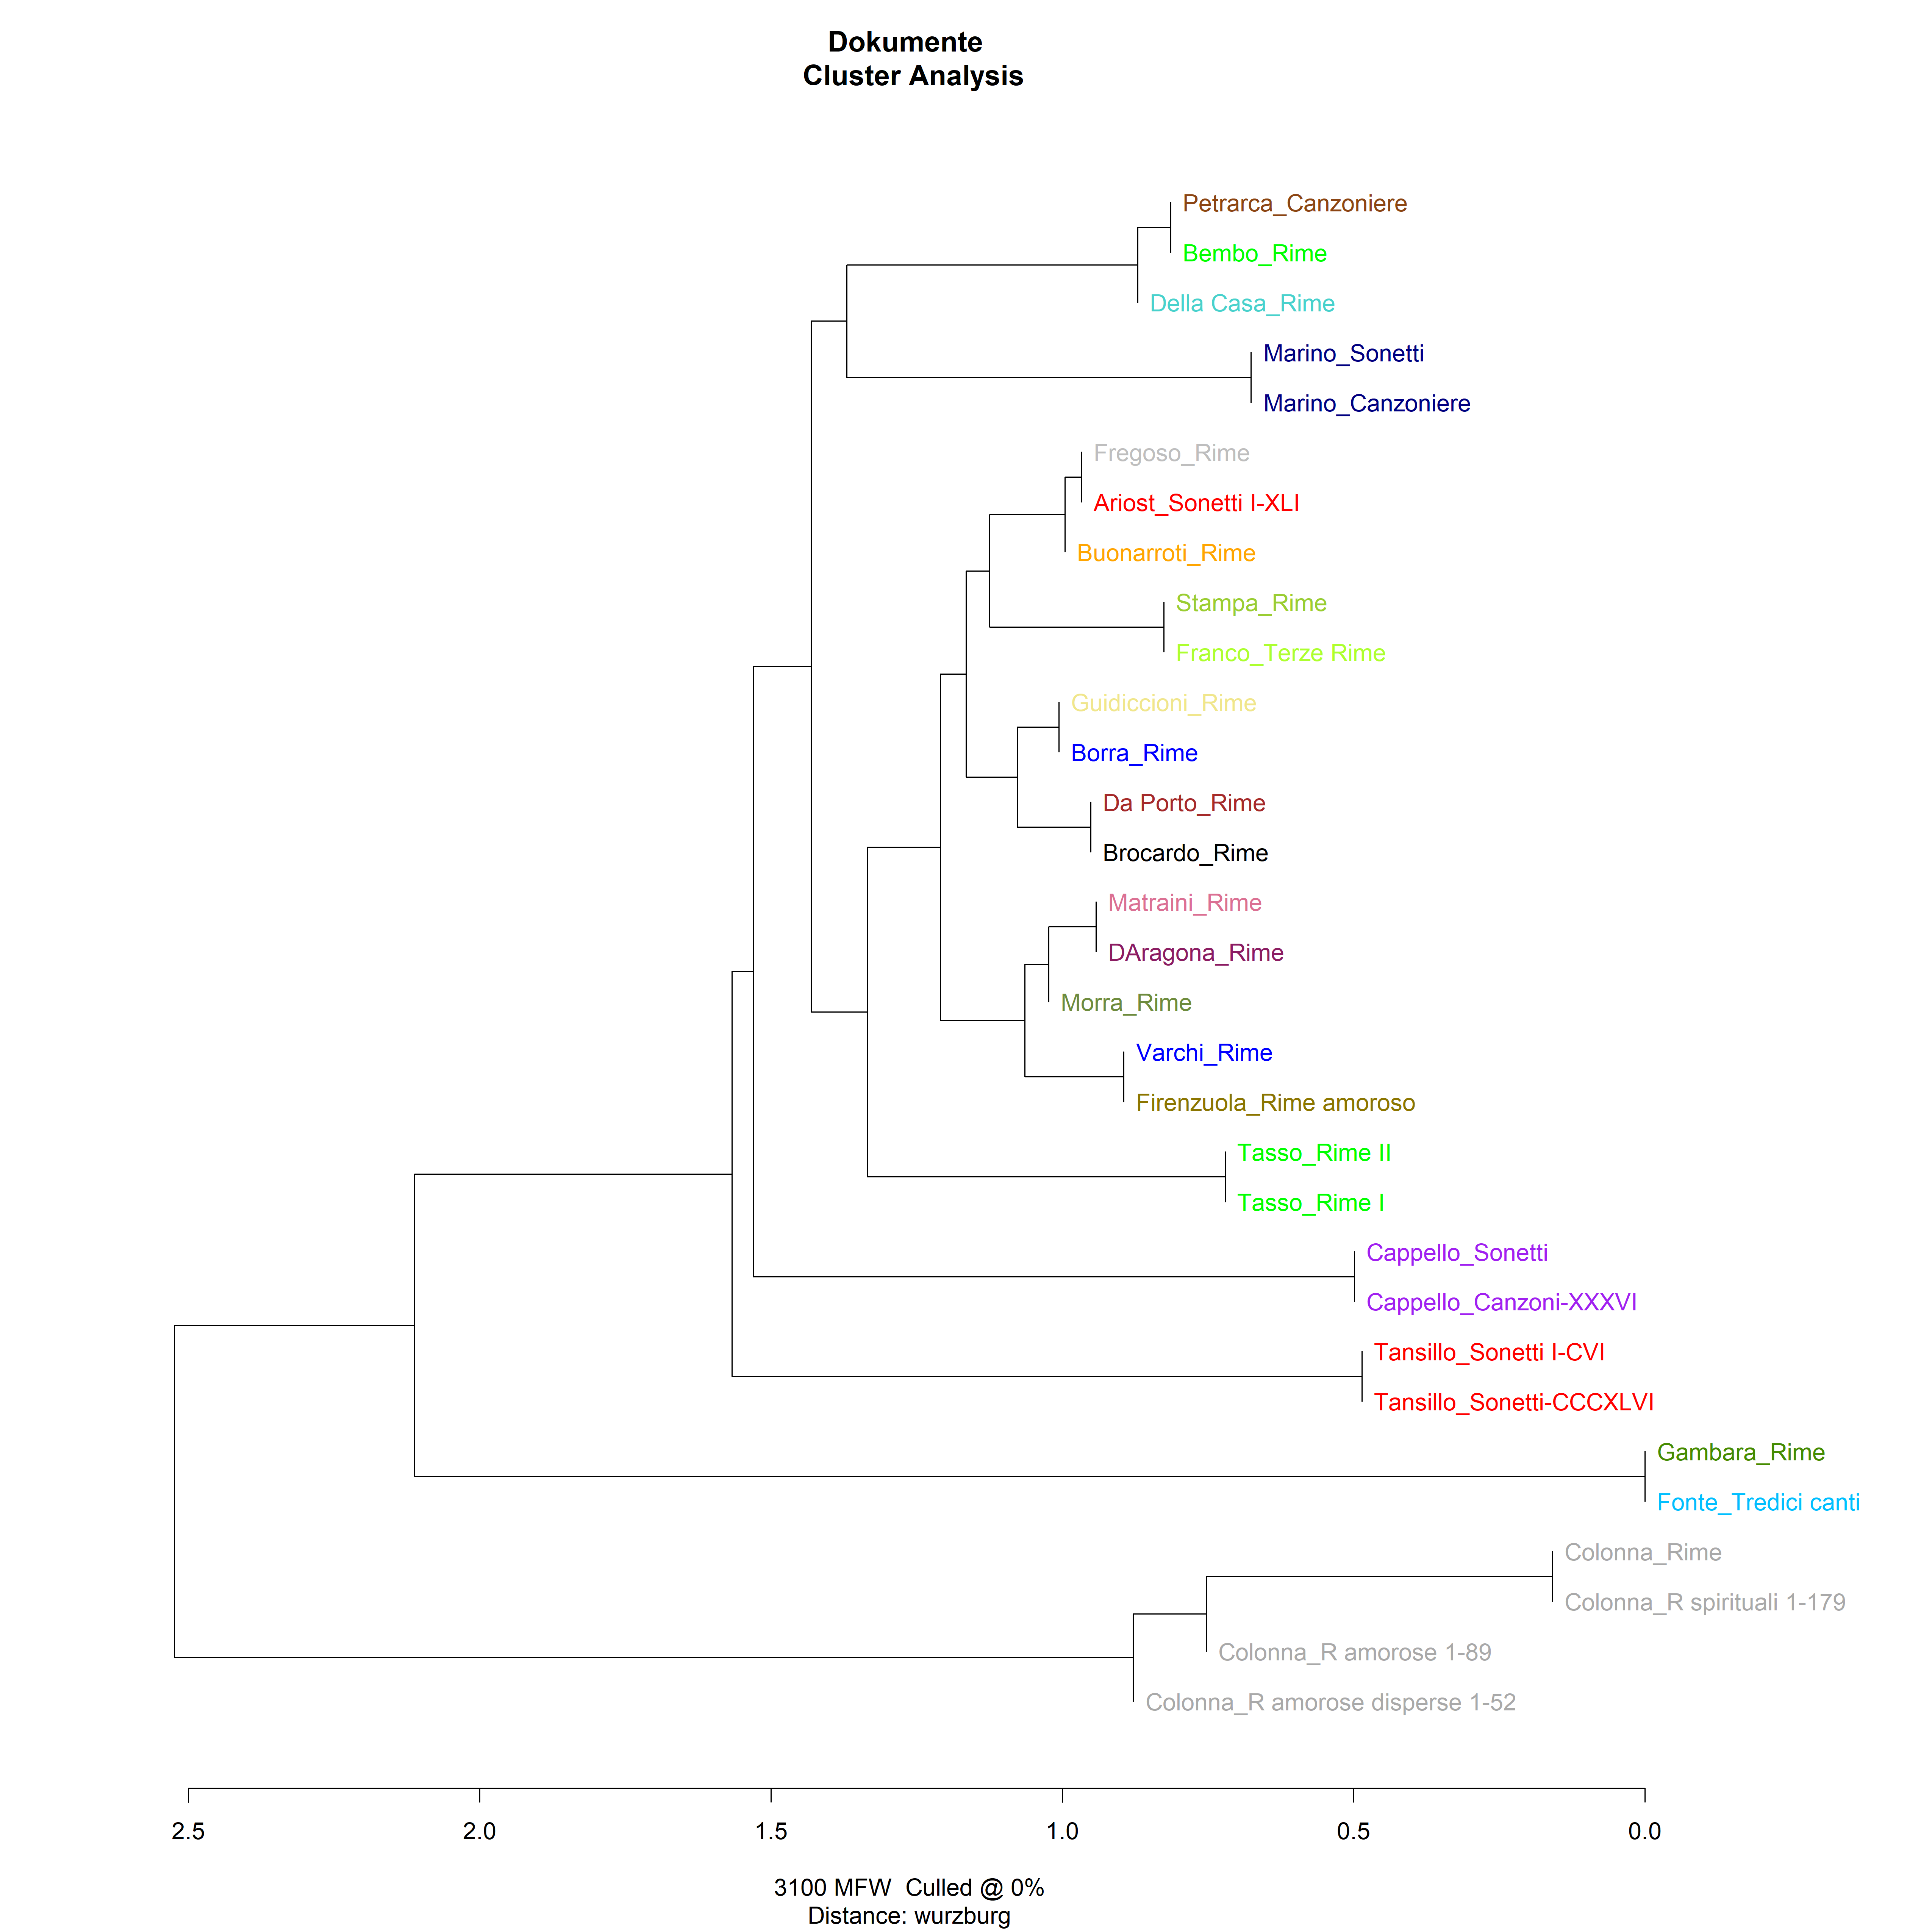 Dokumente
Cluster Analysis
Petrarca_Canzoniere
Bembo_Rime
Della Casa_Rime
Marino_Sonetti
Marino_Canzoniere
Fregoso_Rime
Ariost_Sonetti I-XLI
Buonarroti_Rime
Stampa_Rime
Franco_Terze Rime
Guidiccioni_Rime
Borra_Rime
Da Porto_Rime
Brocardo_Rime
Matraini_Rime
DAragona_Rime
Morra_Rime
Varchi_Rime
Firenzuola_Rime amoroso
Tasso_Rime II
Tasso_Rime I
Cappello_Sonetti
Cappello_Canzoni-XXXVI
Tansillo_Sonetti I-CVI
Tansillo_Sonetti-CCCXLVI
Gambara_Rime
Fonte_Tredici canti
Colonna_Rime
Colonna_R spirituali 1-179
Colonna_R amorose 1-89
Colonna_R amorose disperse 1-52
2.5 2.0 1.5 1.0 0.5 0.0
3100 MFW Culled @ 0%
Distance: wurzburg